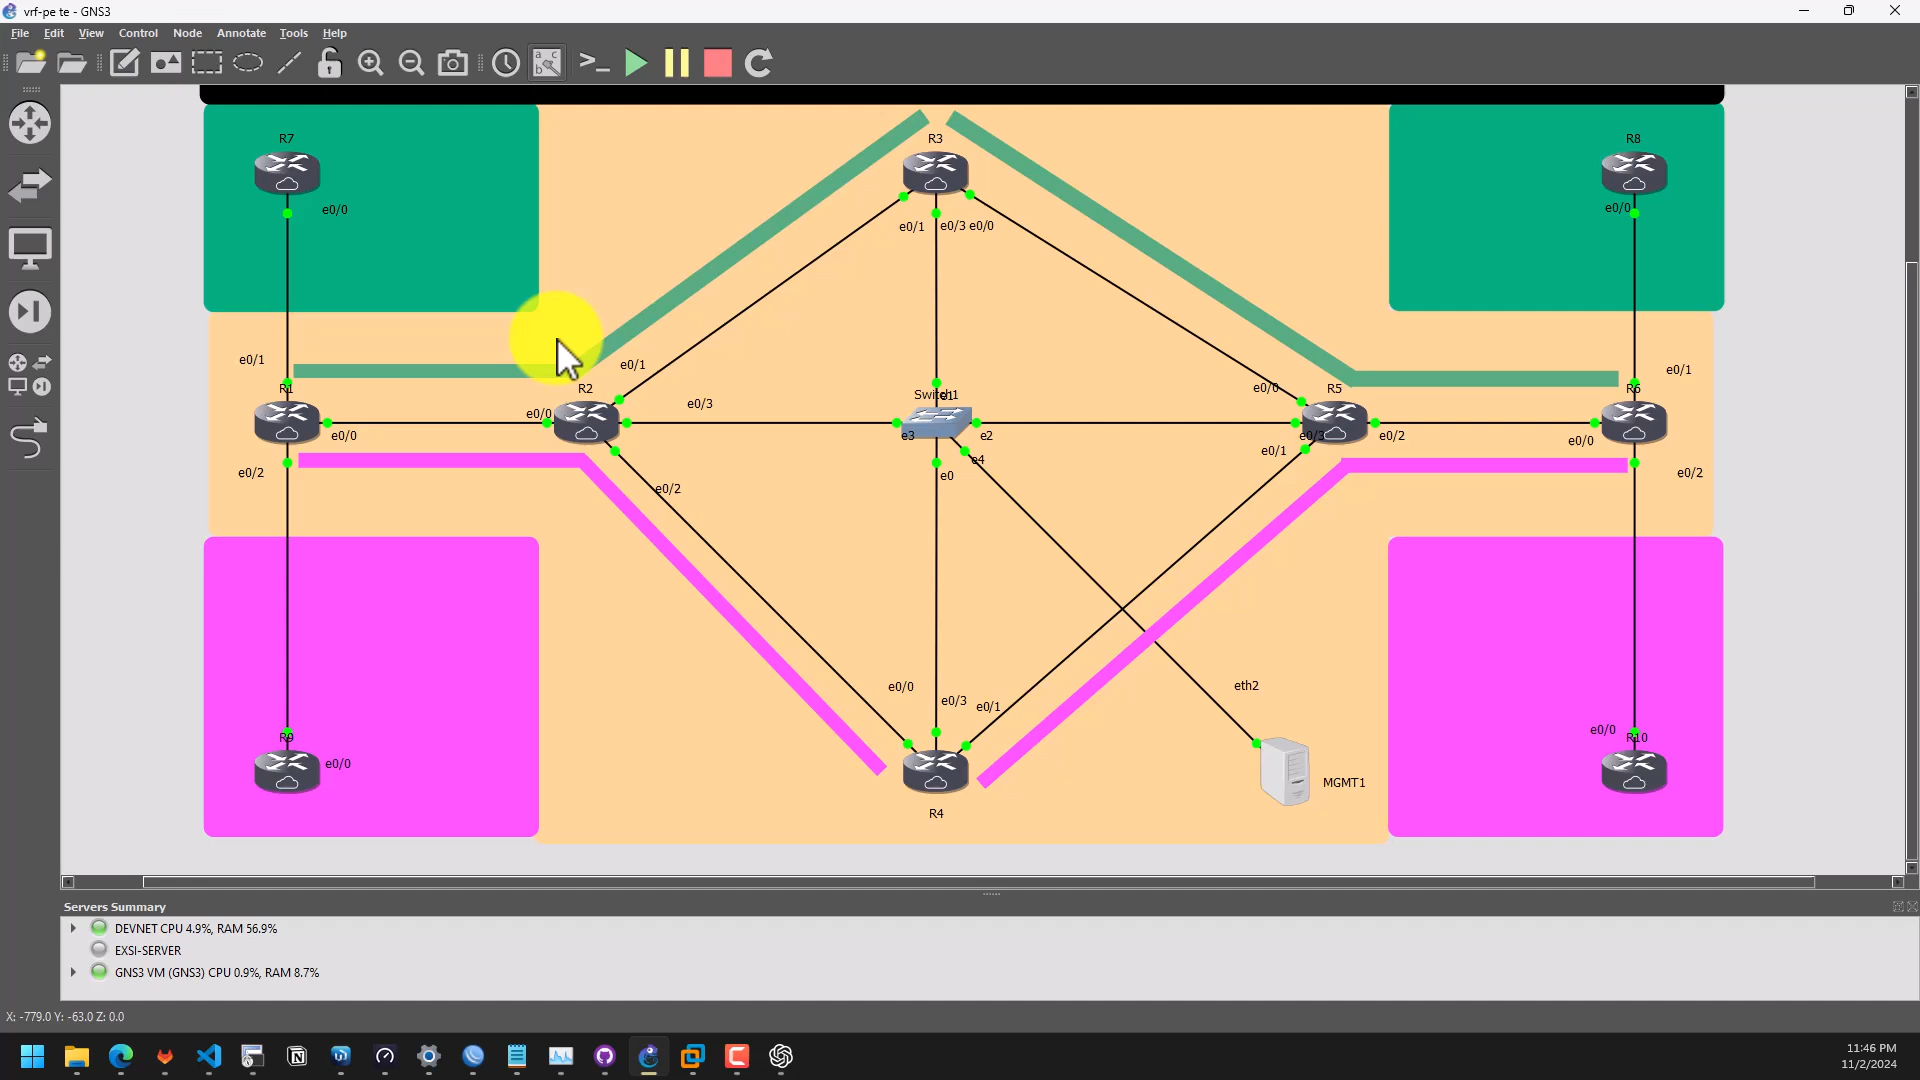 vrf-pe te - GNS3
File Edit View Control Node Annotate Tools Help
R7
R3
R8
e0/0
e0/0
e0/1
e0/3
e0/0
e0/1
e0/1
e0/1
R1
R2
e0/3
Switch1
e1
e0/0
R5
R6
e0/0
e0/0
e3
e2
e0/3
e0/2
e0/0
e0/1
e4
e0/2
e0
e0/2
e0/2
e0/0
e0/3
e0/1
eth2
R9
e0/0
e0/0
R10
MGMT1
R4
Servers Summary
DEVNET CPU 4.9%, RAM 56.9%
EXSI-SERVER
GNS3 VM (GNS3) CPU 0.9%, RAM 8.7%
X: -779.0 Y: -63.0 Z: 0.0
11:46 PM
11/2/2024